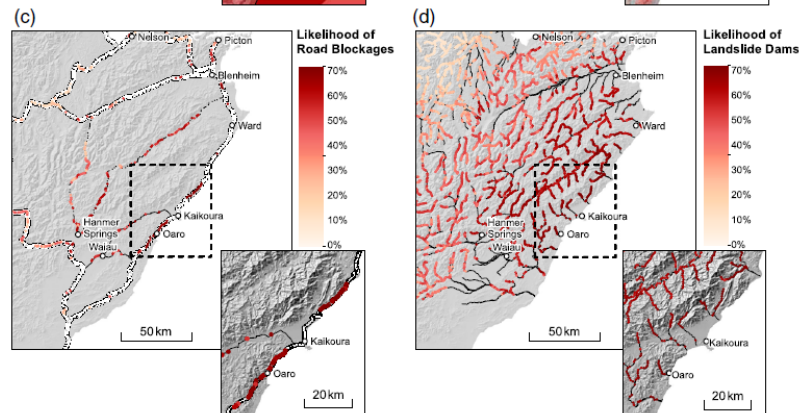 (c)
Nelson
Picton
Blenheim
Ward
Hanmer
Springs
Waiau
Kaikoura
Oaro
50 km
Likelihood of
Road Blockages
70%
60%
50%
40%
30%
20%
10%
0%
Kaikoura
Oaro
20 km
(d)
Nelson
Picton
Blenheim
Ward
Hanmer
Springs
Waiau
Kaikoura
Oaro
50 km
Likelihood of
Landslide Dams
70%
60%
50%
40%
30%
20%
10%
0%
Kaikoura
Oaro
20 km